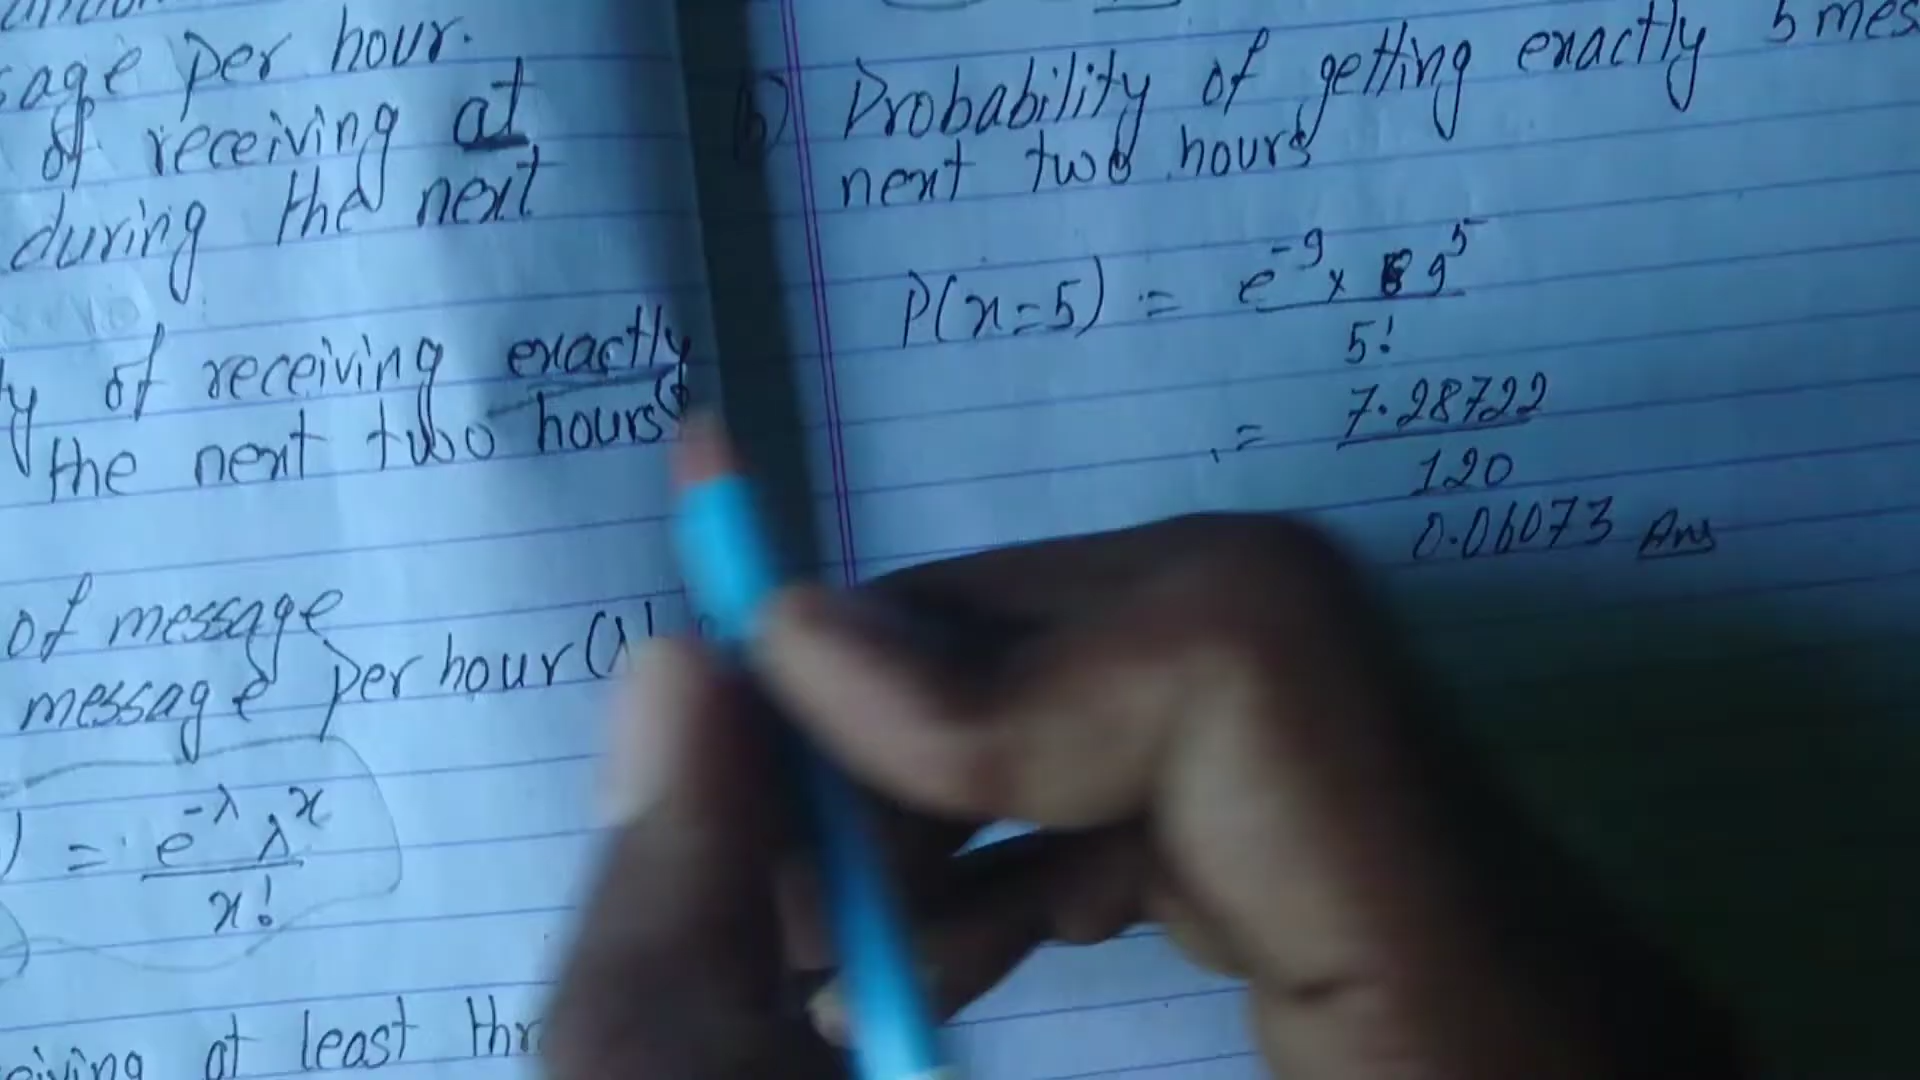 sage per hour.
of receiving at
during the next
of receiving exactly
the next two hours
of message
message per hour (λ)
= e^-λ λ^x
x!
at least
b) Probability of getting exactly 5 mes
next two hours
P(x=5) = e^-9 x 9^5
5!
= 7.28722
120
0.06073 Ans